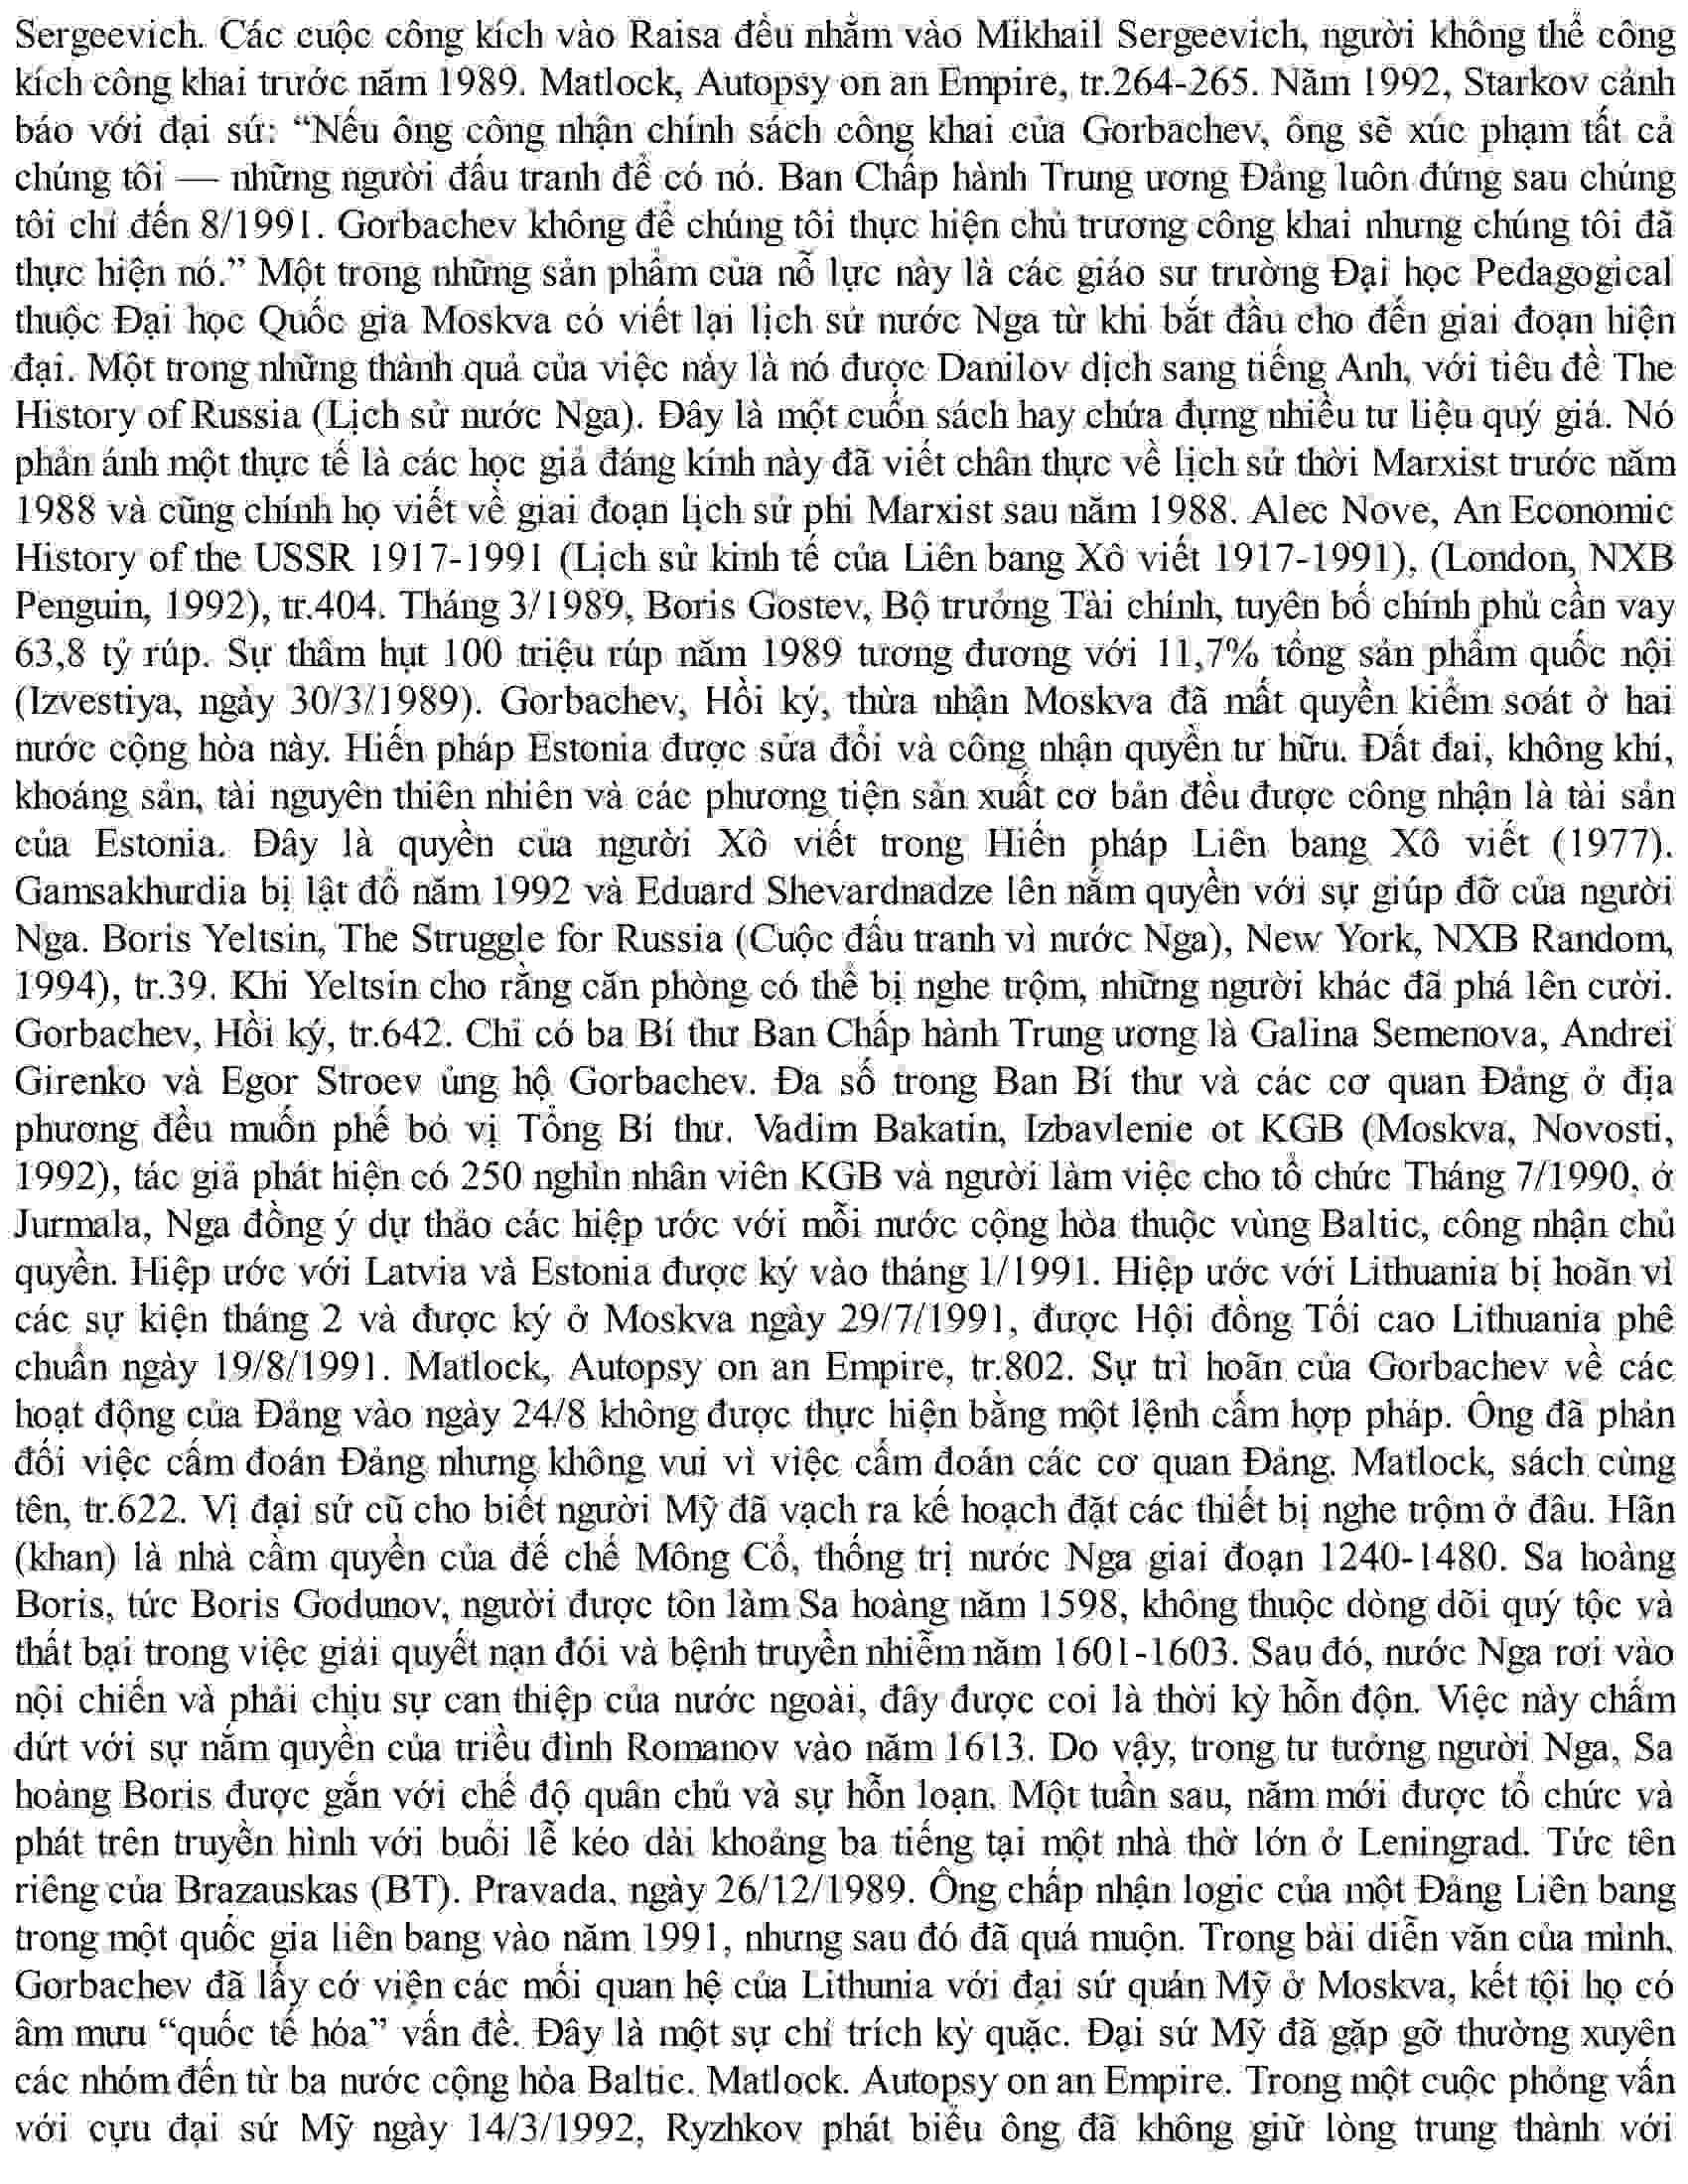 Sergeevich. Các cuộc công kích vào Raisa đều nhằm vào Mikhail Sergeevich, người không thể công
kích công khai trước năm 1989. Matlock, Autopsy on an Empire, tr.264-265. Năm 1992, Starkov cảnh
báo với đại sứ: “Nếu ông công nhận chính sách công khai của Gorbachev, ông sẽ xúc phạm tất cả
chúng tôi — những người đấu tranh để có nó. Ban Chấp hành Trung ương Đảng luôn đứng sau chúng
tôi chỉ đến 8/1991. Gorbachev không để chúng tôi thực hiện chủ trương công khai nhưng chúng tôi đã
thực hiện nó.” Một trong những sản phẩm của nỗ lực này là các giáo sư trường Đại học Pedagogical
thuộc Đại học Quốc gia Moskva có viết lại lịch sử nước Nga từ khi bắt đầu cho đến giai đoạn hiện
đại. Một trong những thành quả của việc này là nó được Danilov dịch sang tiếng Anh, với tiêu đề The
History of Russia (Lịch sử nước Nga). Đây là một cuốn sách hay chứa đựng nhiều tư liệu quý giá. Nó
phản ánh một thực tế là các học giả đáng kính này đã viết chân thực về lịch sử thời Marxist trước năm
1988 và cũng chính họ viết về giai đoạn lịch sử phi Marxist sau năm 1988. Alec Nove, An Economic
History of the USSR 1917-1991 (Lịch sử kinh tế của Liên bang Xô viết 1917-1991), (London, NXB
Penguin, 1992), tr.404. Tháng 3/1989, Boris Gostev, Bộ trưởng Tài chính, tuyên bố chính phủ cần vay
63,8 tỷ rúp. Sự thâm hụt 100 triệu rúp năm 1989 tương đương với 11,7% tổng sản phẩm quốc nội
(Izvestiya, ngày 30/3/1989). Gorbachev, Hồi ký, thừa nhận Moskva đã mất quyền kiểm soát ở hai
nước cộng hòa này. Hiến pháp Estonia được sửa đổi và công nhận quyền tư hữu. Đất đai, không khí,
khoáng sản, tài nguyên thiên nhiên và các phương tiện sản xuất cơ bản đều được công nhận là tài sản
của Estonia. Đây là quyền của người Xô viết trong Hiến pháp Liên bang Xô viết (1977).
Gamsakhurdia bị lật đổ năm 1992 và Eduard Shevardnadze lên nắm quyền với sự giúp đỡ của người
Nga. Boris Yeltsin, The Struggle for Russia (Cuộc đấu tranh vì nước Nga), New York, NXB Random,
1994), tr.39. Khi Yeltsin cho rằng căn phòng có thể bị nghe trộm, những người khác đã phá lên cười.
Gorbachev, Hồi ký, tr.642. Chỉ có ba Bí thư Ban Chấp hành Trung ương là Galina Semenova, Andrei
Girenko và Egor Stroev ủng hộ Gorbachev. Đa số trong Ban Bí thư và các cơ quan Đảng ở địa
phương đều muốn phế bỏ vị Tổng Bí thư. Vadim Bakatin, Izbavlenie ot KGB (Moskva, Novosti,
1992), tác giả phát hiện có 250 nghìn nhân viên KGB và người làm việc cho tổ chức Tháng 7/1990, ở
Jurmala, Nga đồng ý dự thảo các hiệp ước với mỗi nước cộng hòa thuộc vùng Baltic, công nhận chủ
quyền. Hiệp ước với Latvia và Estonia được ký vào tháng 1/1991. Hiệp ước với Lithuania bị hoãn vì
các sự kiện tháng 2 và được ký ở Moskva ngày 29/7/1991, được Hội đồng Tối cao Lithuania phê
chuẩn ngày 19/8/1991. Matlock, Autopsy on an Empire, tr.802. Sự trì hoãn của Gorbachev về các
hoạt động của Đảng vào ngày 24/8 không được thực hiện bằng một lệnh cấm hợp pháp. Ông đã phản
đối việc cấm đoán Đảng nhưng không vui vì việc cấm đoán các cơ quan Đảng. Matlock, sách cùng
tên, tr.622. Vị đại sứ cũ cho biết người Mỹ đã vạch ra kế hoạch đặt các thiết bị nghe trộm ở đâu. Hãn
(khan) là nhà cầm quyền của đế chế Mông Cổ, thống trị nước Nga giai đoạn 1240-1480. Sa hoàng
Boris, tức Boris Godunov, người được tôn làm Sa hoàng năm 1598, không thuộc dòng dõi quý tộc và
thất bại trong việc giải quyết nạn đói và bệnh truyền nhiễm năm 1601-1603. Sau đó, nước Nga rơi vào
nội chiến và phải chịu sự can thiệp của nước ngoài, đây được coi là thời kỳ hỗn độn. Việc này chấm
dứt với sự nắm quyền của triều đình Romanov vào năm 1613. Do vậy, trong tư tưởng người Nga, Sa
hoàng Boris được gắn với chế độ quân chủ và sự hỗn loạn. Một tuần sau, năm mới được tổ chức và
phát trên truyền hình với buổi lễ kéo dài khoảng ba tiếng tại một nhà thờ lớn ở Leningrad. Tức tên
riêng của Brazauskas (BT). Pravada, ngày 26/12/1989. Ông chấp nhận logic của một Đảng Liên bang
trong một quốc gia liên bang vào năm 1991, nhưng sau đó đã quá muộn. Trong bài diễn văn của mình,
Gorbachev đã lấy cớ viện các mối quan hệ của Lithunia với đại sứ quán Mỹ ở Moskva, kết tội họ có
âm mưu “quốc tế hóa” vấn đề. Đây là một sự chỉ trích kỳ quặc. Đại sứ Mỹ đã gặp gỡ thường xuyên
các nhóm đến từ ba nước cộng hòa Baltic. Matlock. Autopsy on an Empire. Trong một cuộc phỏng vấn
với cựu đại sứ Mỹ ngày 14/3/1992, Ryzhkov phát biểu ông đã không giữ lòng trung thành với